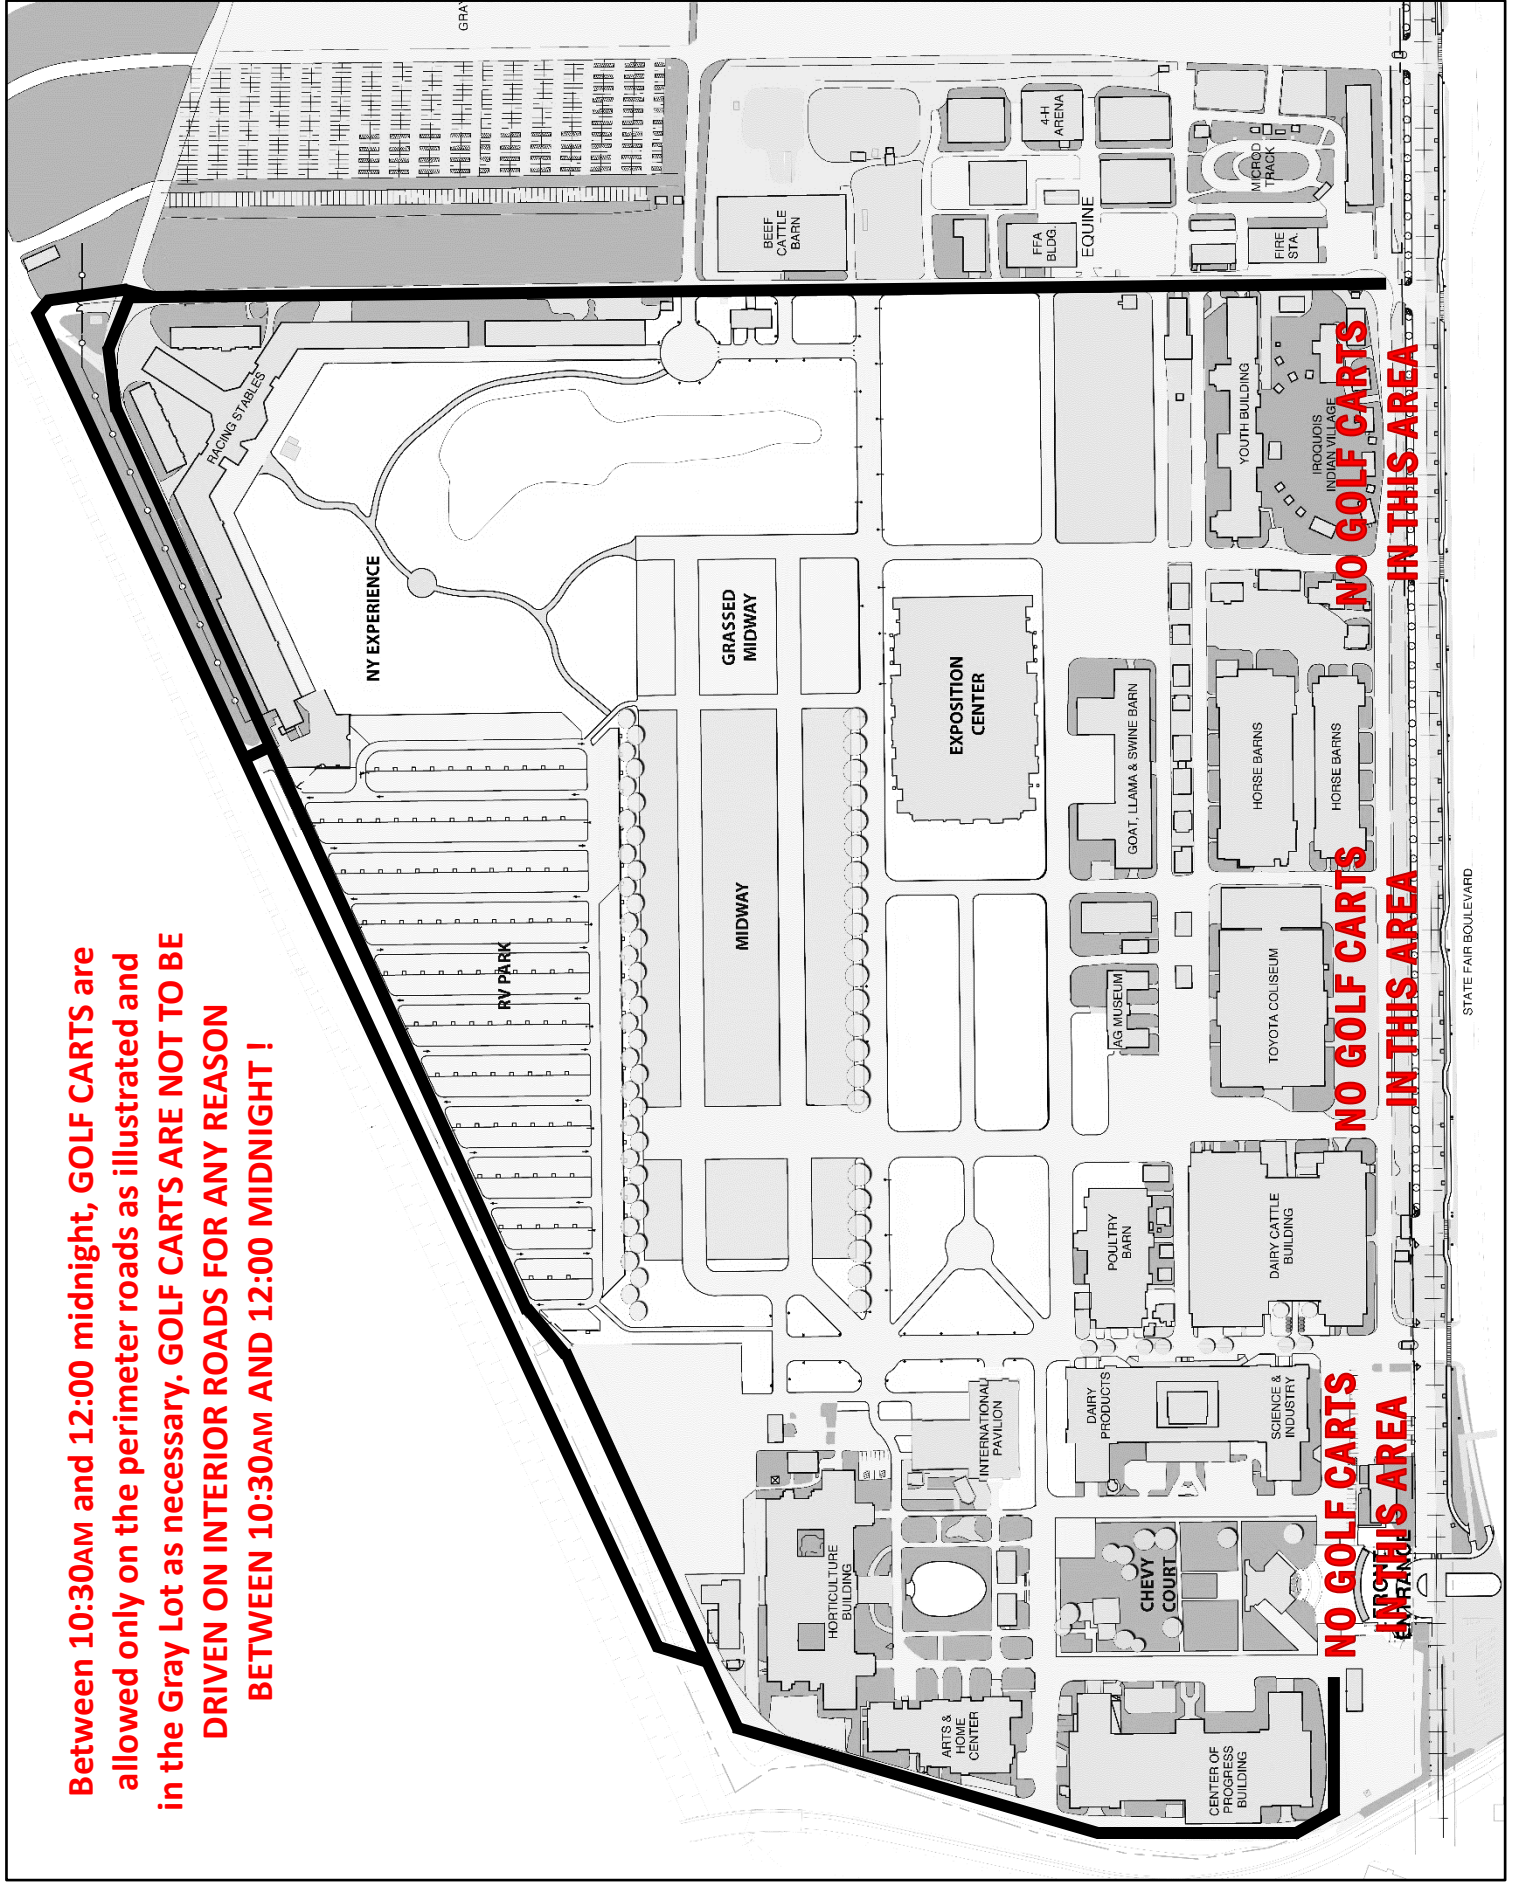 Between 10:30AM and 12:00 midnight, GOLF CARTS are
allowed only on the perimeter roads as illustrated and
in the Gray Lot as necessary. GOLF CARTS ARE NOT TO BE
DRIVEN ON INTERIOR ROADS FOR ANY REASON
BETWEEN 10:30AM AND 12:00 MIDNIGHT !
RACING STABLES
NY EXPERIENCE
RV PARK
GRASSED
MIDWAY
MIDWAY
BEEF
CATTLE
BARN
4-H
ARENA
FFA
BLDG.
EQUINE
MICROD
TRACK
FIRE
STA.
EXPOSITION
CENTER
YOUTH BUILDING
IROQUOIS
INDIAN VILLAGE
GOAT, LLAMA & SWINE BARN
HORSE BARNS
HORSE BARNS
AG MUSEUM
TOYOTA COLISEUM
POULTRY
BARN
DAIRY CATTLE
BUILDING
INTERNATIONAL
PAVILION
DAIRY
PRODUCTS
SCIENCE &
INDUSTRY
HORTICULTURE
BUILDING
CHEVY
COURT
ARTS &
HOME
CENTER
CENTER OF
PROGRESS
BUILDING
NO GOLF CARTS
IN THIS AREA
NO GOLF CARTS
IN THIS AREA
NO GOLF CARTS
IN THIS AREA
STATE FAIR BOULEVARD